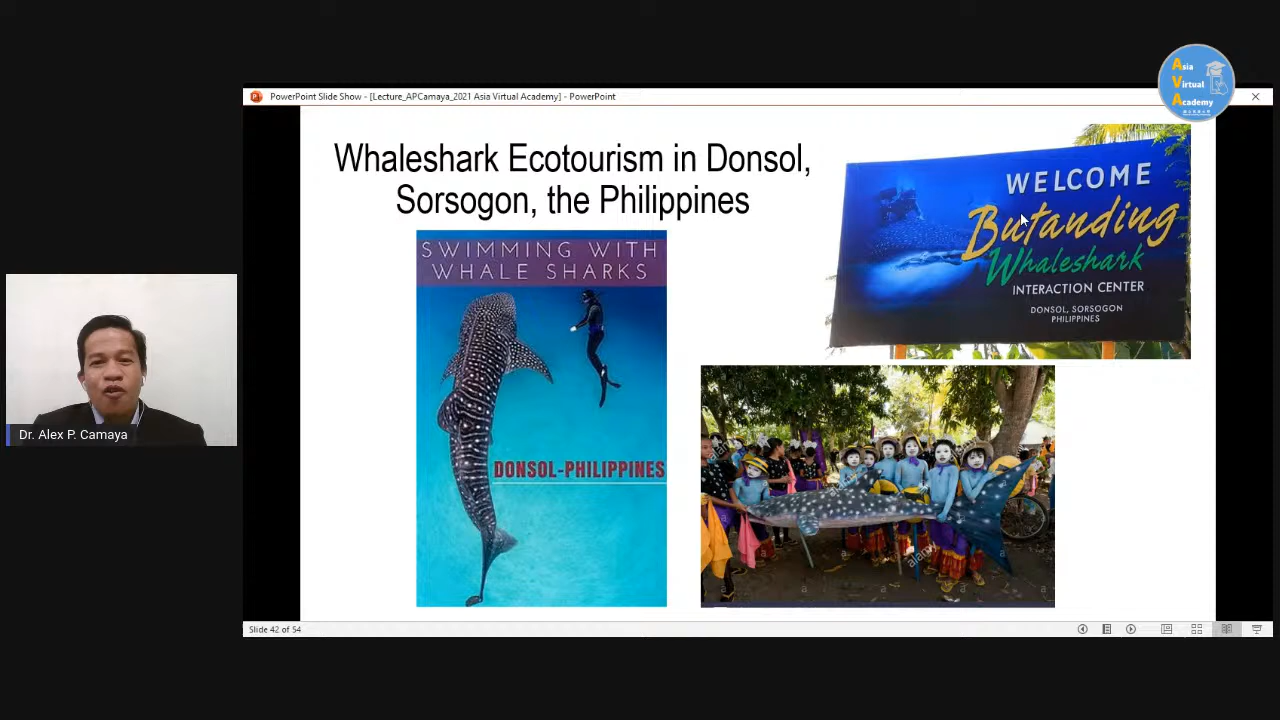 Asia
Virtual
Academy
PowerPoint Slide Show - [Lecture_APCamaya_2021 Asia Virtual Academy] - PowerPoint
Whaleshark Ecotourism in Donsol,
Sorsogon, the Philippines
SWIMMING WITH
WHALE SHARKS
DONSOL-PHILIPPINES
WELCOME
Butanding
Whaleshark
INTERACTION CENTER
DONSOL, SORSOGON
PHILIPPINES
alamy
Dr. Alex P. Camaya
Slide 42 of 54